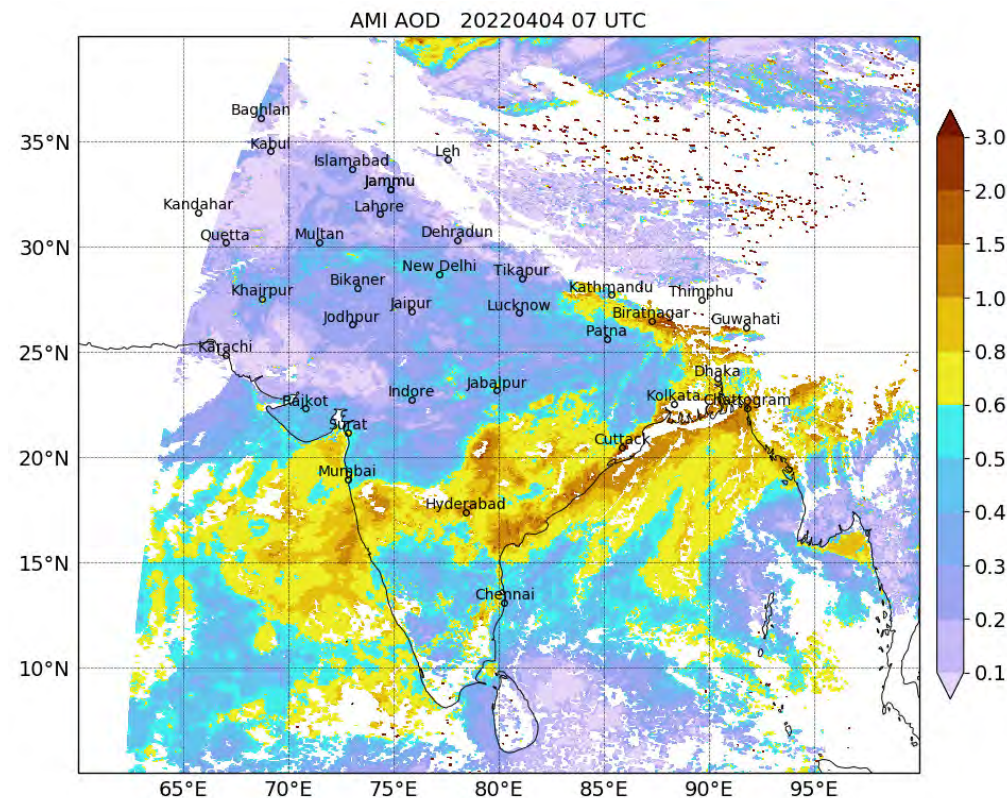 AMI AOD 20220404 07 UTC
Baghlan
35°N
Kabul
Islamabad
Leh
Jammu
Kandahar
Lahore
Quetta
Multan
Dehradun
30°N
New Delhi
Tikapur
Khairpur
Bikaner
Kathmandu
Thimphu
Jodhpur
Jaipur
Lucknow
Biratnagar
Guwahati
Patna
25°N
Karachi
Dhaka
Rajkot
Indore
Jabalpur
Kolkata
Chottogram
Surat
Cuttack
20°N
Mumbai
Hyderabad
15°N
Chennai
10°N
65°E 70°E 75°E 80°E 85°E 90°E 95°E
3.0
2.0
1.5
1.0
0.8
0.6
0.5
0.4
0.3
0.2
0.1